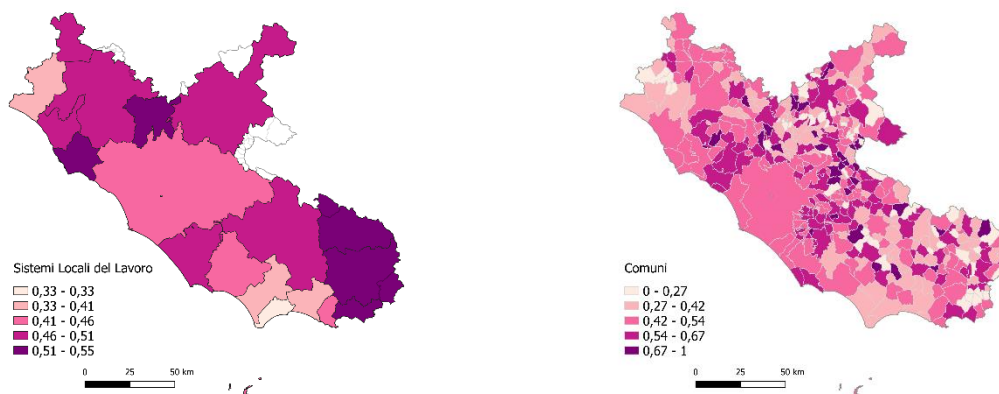 Sistemi Locali del Lavoro
0,33 - 0,33
0,33 - 0,41
0,41 - 0,46
0,46 - 0,51
0,51 - 0,55
0 25 50 km
Comuni
0 - 0,27
0,27 - 0,42
0,42 - 0,54
0,54 - 0,67
0,67 - 1
0 25 50 km